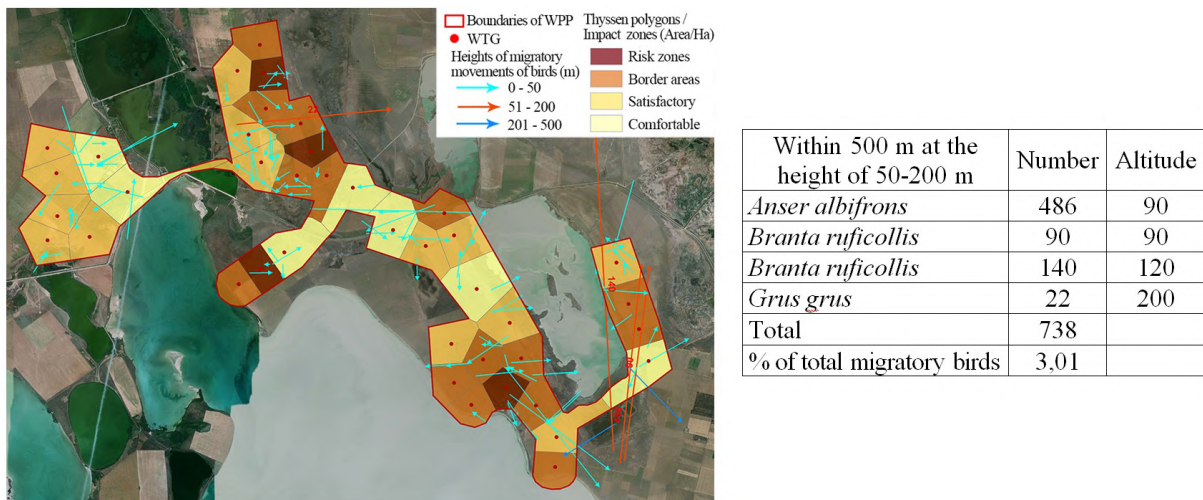 Boundaries of WPP
WTG
Heights of migratory
movements of birds (m)
0 - 50
51 - 200
201 - 500
Thyssen polygons /
Impact zones (Area/Ha)
Risk zones
Border areas
Satisfactory
Comfortable
22
140
90
Within 500 m at the
height of 50-200 m Number Altitude
Anser albifrons 486 90
Branta ruficollis 90 90
Branta ruficollis 140 120
Grus grus 22 200
Total 738
% of total migratory birds 3,01